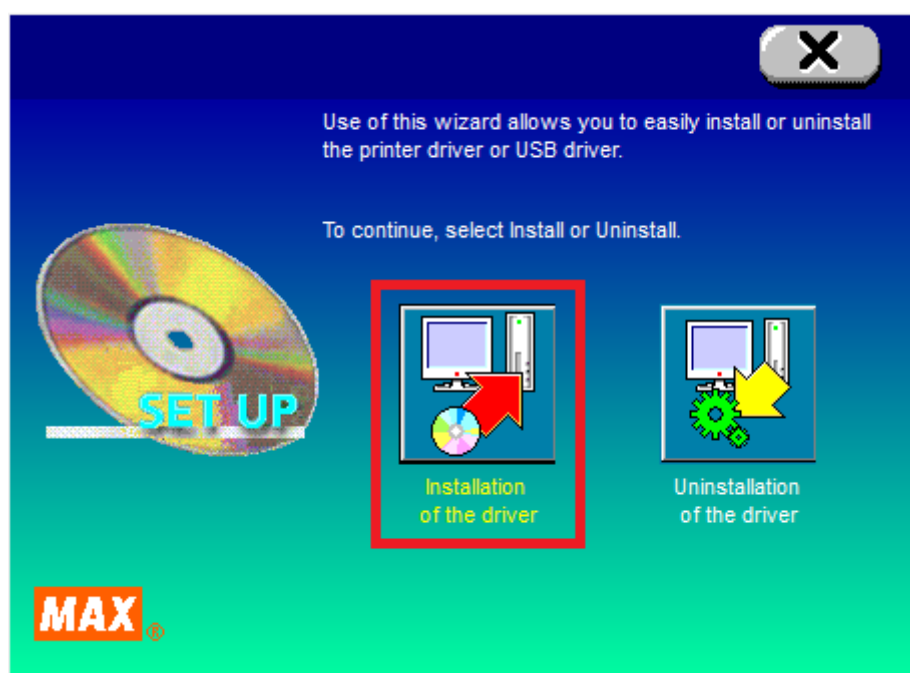 Use of this wizard allows you to easily install or uninstall
the printer driver or USB driver.
To continue, select Install or Uninstall.
SET UP
Installation
of the driver
Uninstallation
of the driver
MAX ®